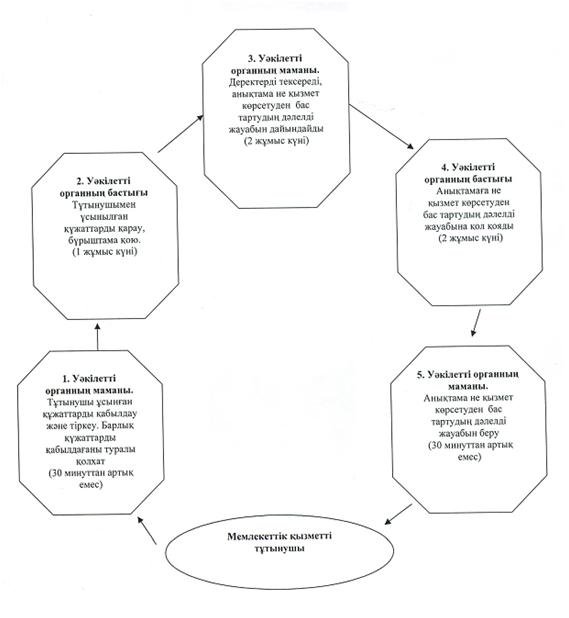 3. Уәкілетті
органның маманы.
Деректерді тексереді,
анықтама не қызмет
көрсетуден бас
тартудың дәлелді
жауабын дайындайды
(2 жұмыс күні)
2. Уәкілетті
органның бастығы
Тұтынушымен
ұсынылған
құжаттарды қарау,
бұрыштама қою.
(1 жұмыс күні)
4. Уәкілетті
органның бастығы
Анықтамаға не
қызмет көрсетуден
бас тартудың дәлелді
жауабына қол қояды
(2 жұмыс күні)
1. Уәкілетті
органның маманы.
Тұтынушы ұсынған
құжаттарды қабылдау
және тіркеу. Барлық
құжаттарды
қабылдағаны туралы
қолхат
(30 минуттан артық
емес)
5. Уәкілетті органның
маманы.
Анықтама не қызмет
көрсетуден бас
тартудың дәлелді
жауабын беру
(30 минуттан артық
емес)
Мемлекеттік қызметті
тұтынушы